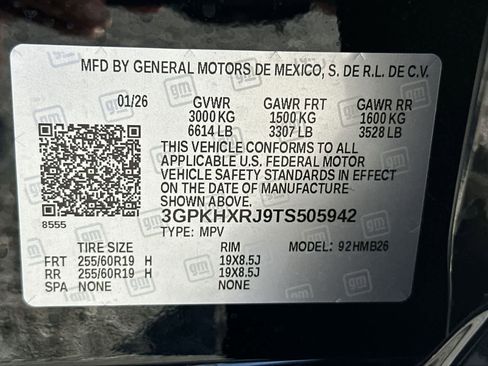 MFD BY GENERAL MOTORS DE MEXICO, S. DE R.L. DE C.V.
01/26 GVWR GAWR FRT GAWR RR
3000 KG 1500 KG 1600 KG
6614 LB 3307 LB 3528 LB
THIS VEHICLE CONFORMS TO ALL
APPLICABLE U.S. FEDERAL MOTOR
VEHICLE SAFETY STANDARDS IN EFFECT
ON THE DATE OF MANUFACTURE
SHOWN ABOVE.
8555 3GPKHXRJ9TS505942
TYPE: MPV
TIRE SIZE RIM MODEL: 92HMB26
FRT 255/60R19 H 19X8.5J
RR 255/60R19 H 19X8.5J
SPA NONE NONE